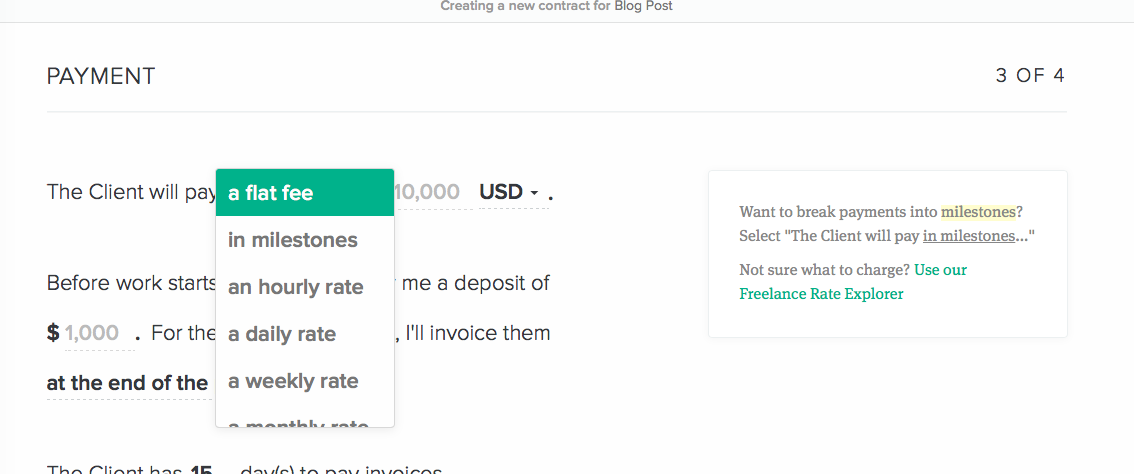 Creating a new contract for Blog Post
PAYMENT
3 OF 4
The Client will pay a flat fee 10,000 USD .
in milestones
an hourly rate
a daily rate
a weekly rate
a monthly rate
Before work starts me a deposit of
$ 1,000 . For the , I'll invoice them
at the end of the
The Client has 15 day(s) to pay invoices
Want to break payments into milestones?
Select "The Client will pay in milestones..."
Not sure what to charge? Use our
Freelance Rate Explorer